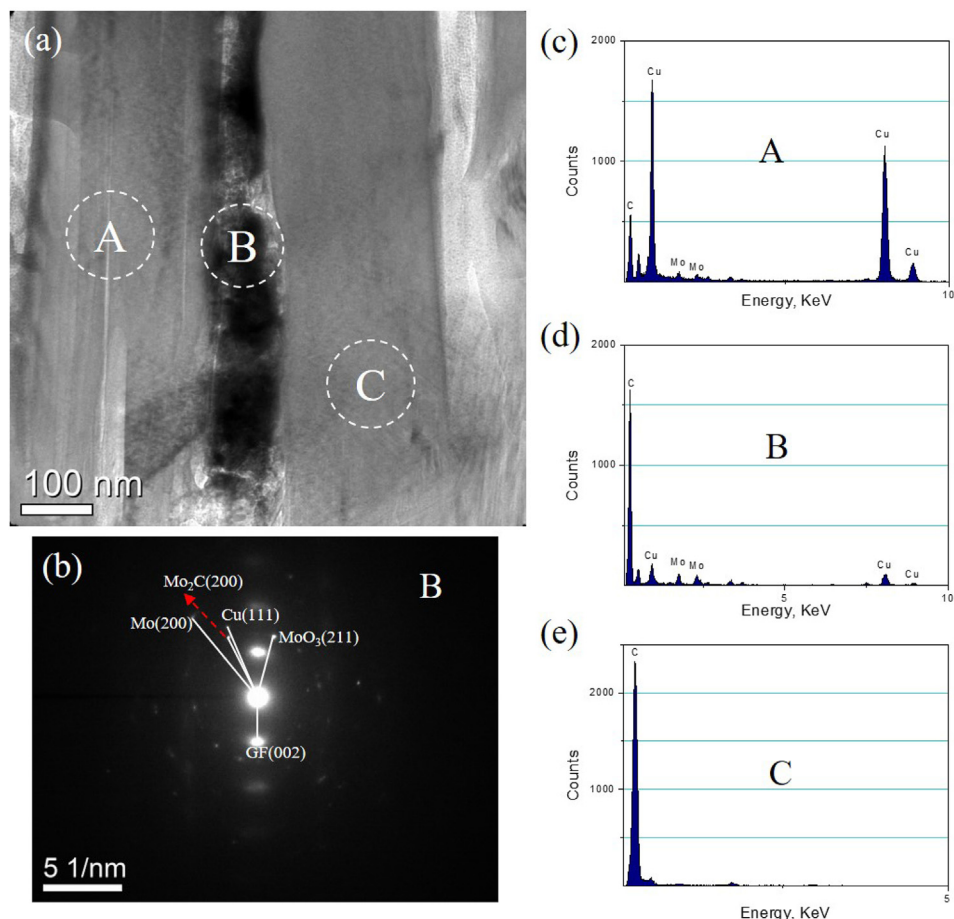 (a)
A
B
C
100 nm
(b)
B
Mo₂C(200)
Cu(111)
Mo(200)
MoO₃(211)
GF(002)
5 1/nm
(c)
2000
Cu
A
Cu
1000
Counts
C
Mo
Mo
Cu
5
10
Energy, KeV
(d)
2000
C
B
1000
Counts
Cu
Mo
Mo
Cu
Cu
5
10
Energy, KeV
(e)
C
2000
C
1000
Counts
5
Energy, KeV